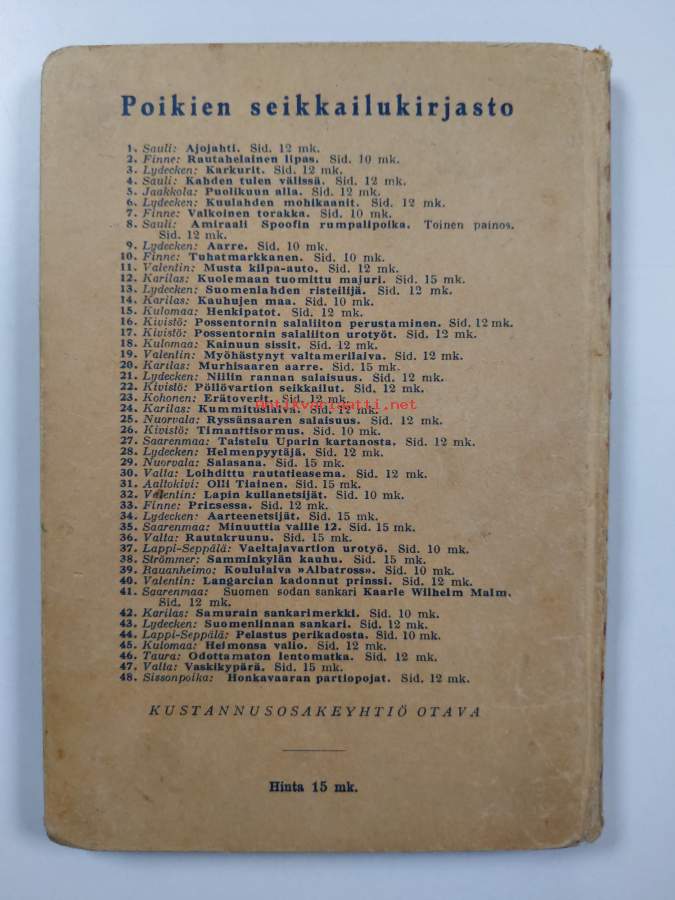 Poikien seikkailukirjasto
1. Sauli: Ajojahti. Sid. 12 mk.
2. Finne: Rautahelainen lipas. Sid. 10 mk.
3. Lydecken: Karkurit. Sid. 12 mk.
4. Sauli: Kahden tulen välissä. Sid. 12 mk.
5. Jaakkola: Puolikuun alla. Sid. 12 mk.
6. Lydecken: Kuulahden mohikaanit. Sid. 12 mk.
7. Finne: Valkoinen torakka. Sid. 10 mk.
8. Sauli: Amiraali Spoofin rumpalipoika. Toinen painos.
Sid. 12 mk.
9. Lydecken: Aarre. Sid. 10 mk.
10. Finne: Tuhatmarkkanen. Sid. 10 mk.
11. Valentin: Musta kilpa-auto. Sid. 12 mk.
12. Karilas: Kuolemaan tuomittu majuri. Sid. 15 mk.
13. Lydecken: Suomenlahden risteilijä. Sid. 12 mk.
14. Karilas: Kauhujen maa. Sid. 10 mk.
15. Kulomaa: Henkipatot. Sid. 12 mk.
16. Kivistö: Possentornin salaliiton perustaminen. Sid. 12 mk.
17. Kivistö: Possentornin salaliiton urotyöt. Sid. 12 mk.
18. Kulomaa: Kainuun sissit. Sid. 12 mk.
19. Valentin: Myöhästynyt valtamerilaiva. Sid. 12 mk.
20. Karilas: Murhisaaren aarre. Sid. 15 mk.
21. Lydecken: Niilin rannan salaisuus. Sid. 12 mk.
22. Kivistö: Pöllövartion seikkailut. Sid. 12 mk.
23. Kohonen: Erätoverit. Sid. 12 mk.
antikvariaatti.net
24. Karilas: Kummituslaiva. Sid. 12 mk.
25. Nuorvala: Ryssänsaaren salaisuus. Sid. 12 mk.
26. Kivistö: Timanttisormus. Sid. 10 mk.
27. Saarenmaa: Taistelu Uparin kartanosta. Sid. 12 mk.
28. Lydecken: Helmenpyytäjä. Sid. 12 mk.
29. Nuorvala: Salasana. Sid. 15 mk.
30. Valta: Loihdittu rautatieasema. Sid. 12 mk.
31. Aaltokivi: Olli Tiainen. Sid. 15 mk.
32. Valentin: Lapin kullanetsijät. Sid. 10 mk.
33. Finne: Prinsessa. Sid. 12 mk.
34. Lydecken: Aarteenetsijät. Sid. 15 mk.
35. Saarenmaa: Minuuttia vaille 12. Sid. 15 mk.
36. Valta: Rautakruunu. Sid. 15 mk.
37. Lappi-Seppälä: Vaeltajavartion urotyö. Sid. 10 mk.
38. Strömmer: Samminkylän kauhu. Sid. 15 mk.
39. Rauanheimo: Koululaiva »Albatross». Sid. 10 mk.
40. Valentin: Langarcian kadonnut prinssi. Sid. 12 mk.
41. Saarenmaa: Suomen sodan sankari Kaarle Wilhelm Malm.
Sid. 12 mk.
42. Karilas: Samurain sankarimerkki. Sid. 10 mk.
43. Lydecken: Suomenlinnan sankari. Sid. 12 mk.
44. Lappi-Seppälä: Pelastus perikadosta. Sid. 10 mk.
45. Kulomaa: Heimonsa valio. Sid. 12 mk.
46. Taura: Odottamaton lentomatka. Sid. 12 mk.
47. Valta: Vaskikypärä. Sid. 15 mk.
48. Sissonpoika: Honkavaaran partiopojat. Sid. 12 mk.
KUSTANNUSOSAKEYHTIÖ OTAVA
Hinta 15 mk.